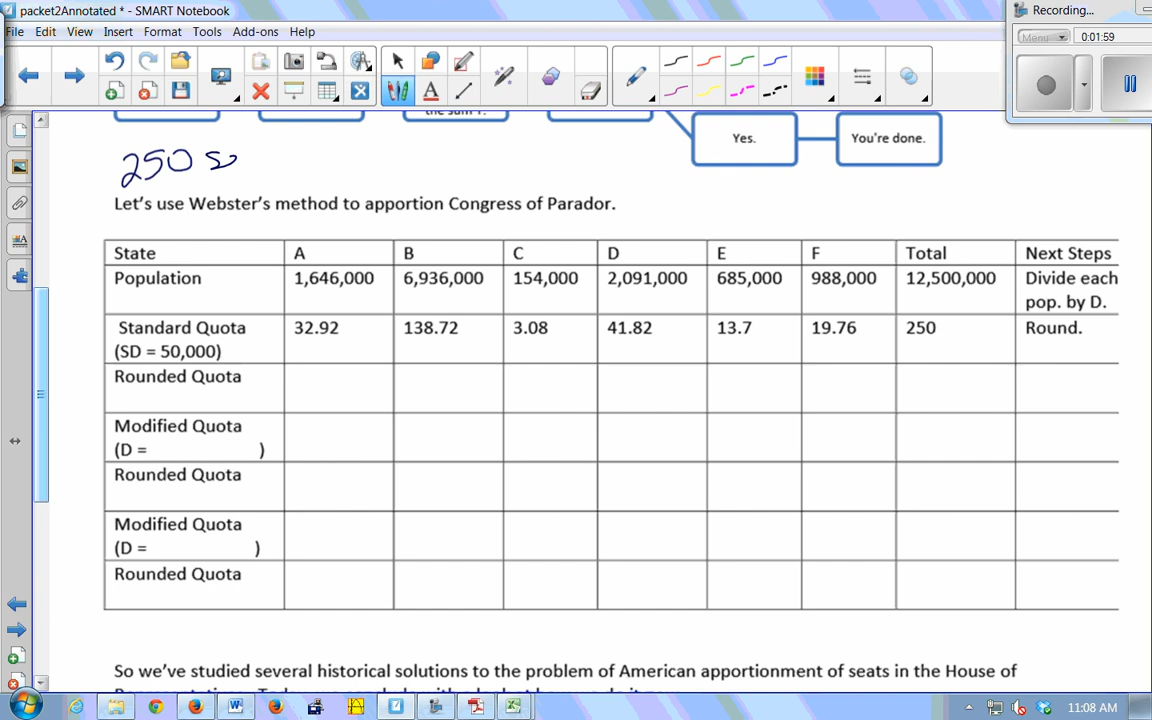 packet2Annotated * - SMART Notebook
Recording...
File Edit View Insert Format Tools Add-ons Help
Menu
0:01:59
the sum
Yes.
You're done.
250 s
Let's use Webster's method to apportion Congress of Parador.
State A B C D E F Total Next Steps
Population 1,646,000 6,936,000 154,000 2,091,000 685,000 988,000 12,500,000 Divide each
pop. by D.
Standard Quota 32.92 138.72 3.08 41.82 13.7 19.76 250 Round.
(SD = 50,000)
Rounded Quota
Modified Quota
(D = )
Rounded Quota
Modified Quota
(D = )
Rounded Quota
So we've studied several historical solutions to the problem of American apportionment of seats in the House of
11:08 AM